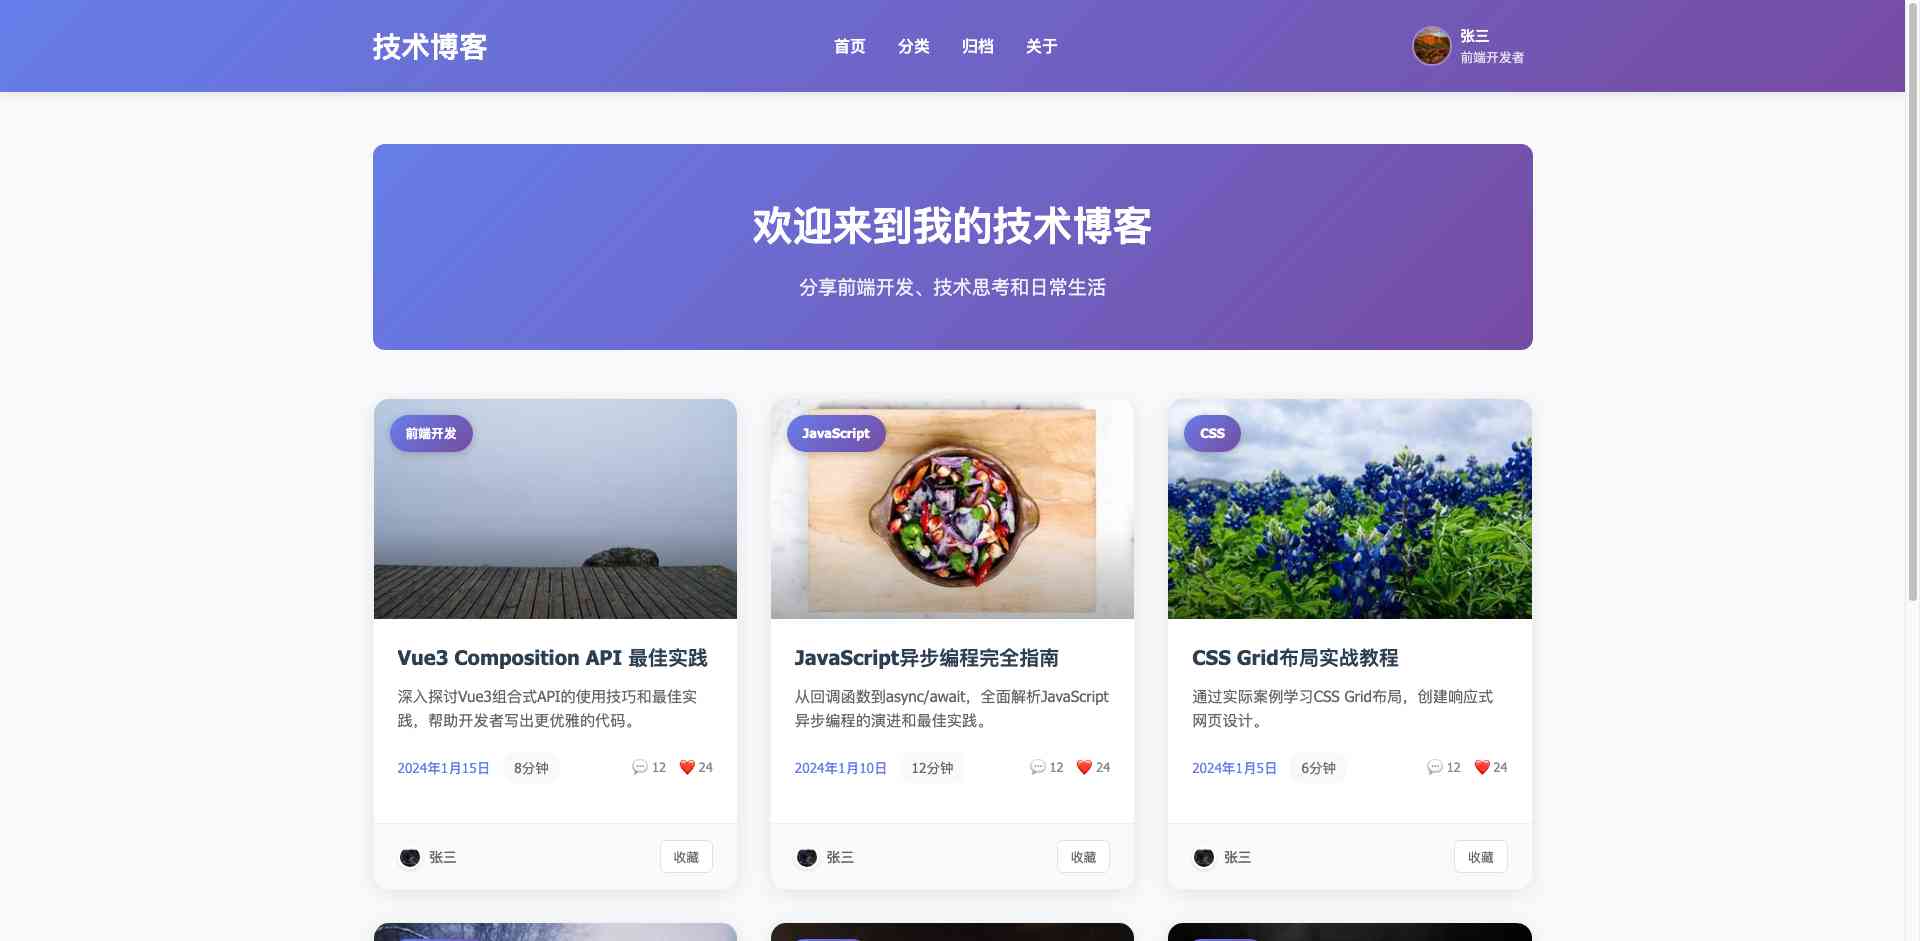 技术博客
首页
分类
归档
关于
张三
前端开发者
欢迎来到我的技术博客
分享前端开发、技术思考和日常生活
前端开发
Vue3 Composition API 最佳实践
深入探讨Vue3组合式API的使用技巧和最佳实
践，帮助开发者写出更优雅的代码。
2024年1月15日
8分钟
12
24
张三
收藏
JavaScript
JavaScript异步编程完全指南
从回调函数到async/await，全面解析JavaScript
异步编程的演进和最佳实践。
2024年1月10日
12分钟
12
24
张三
收藏
CSS
CSS Grid布局实战教程
通过实际案例学习CSS Grid布局，创建响应式
网页设计。
2024年1月5日
6分钟
12
24
张三
收藏